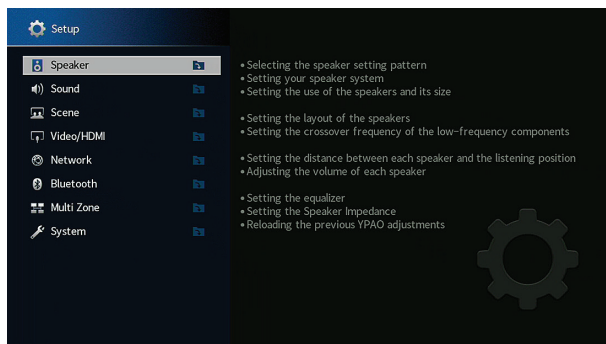 Setup
Speaker
Sound
Scene
Video/HDMI
Network
Bluetooth
Multi Zone
System
•Selecting the speaker setting pattern
•Setting your speaker system
•Setting the use of the speakers and its size
•Setting the layout of the speakers
•Setting the crossover frequency of the low-frequency components
•Setting the distance between each speaker and the listening position
•Adjusting the volume of each speaker
•Setting the equalizer
•Setting the Speaker Impedance
•Reloading the previous YPAO adjustments